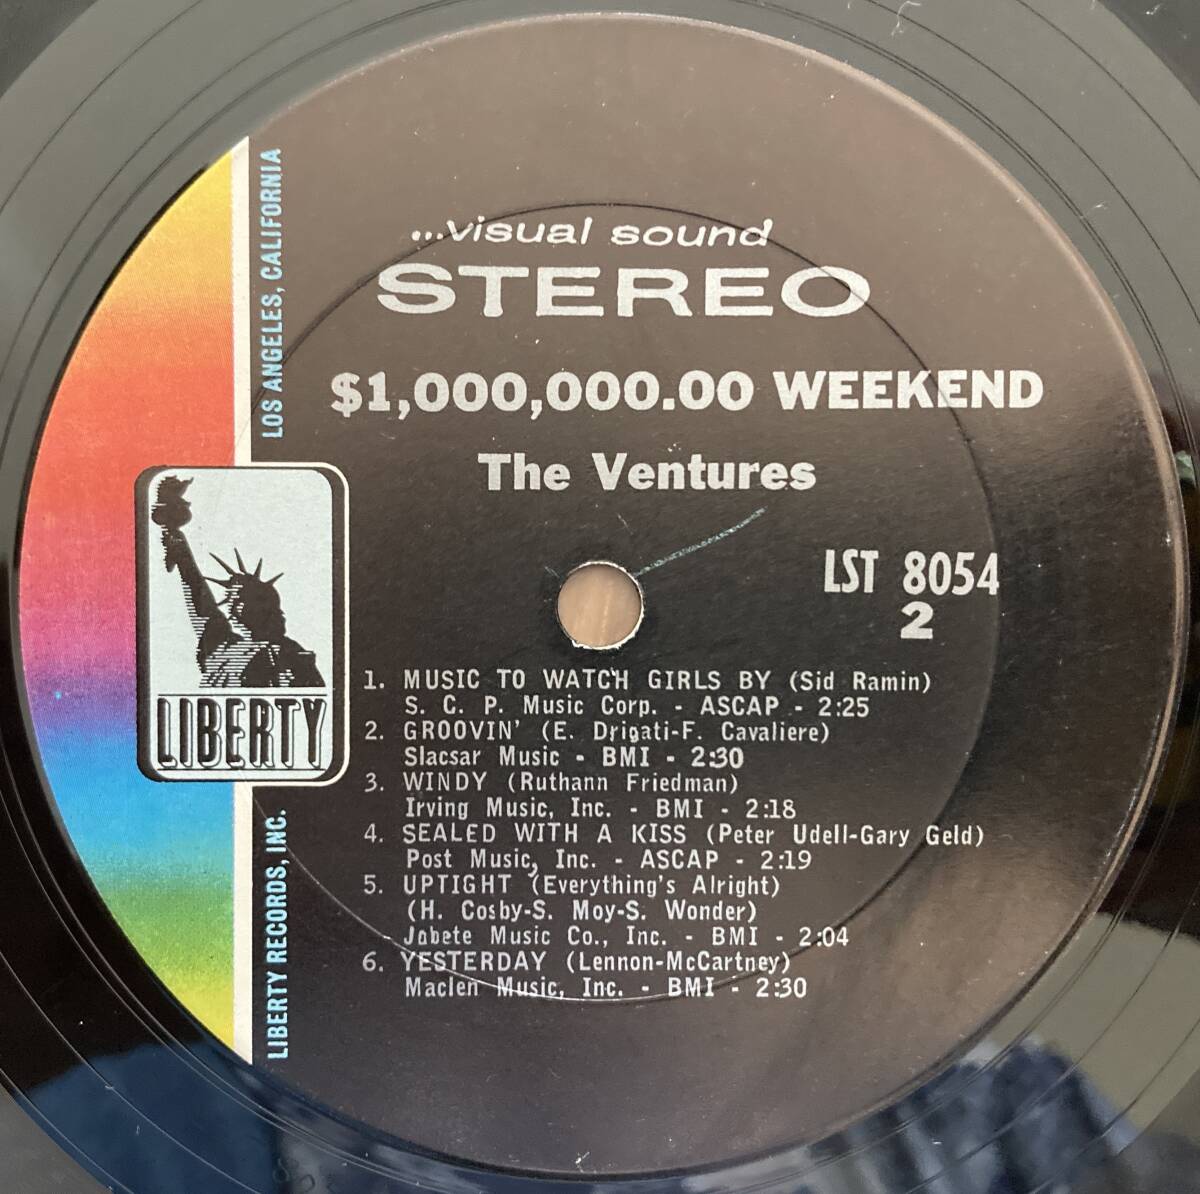 ...visual sound
STEREO
$1,000,000.00 WEEKEND
The Ventures
LST 8054
2
1. MUSIC TO WATCH GIRLS BY (Sid Ramin)
S. C. P. Music Corp. - ASCAP - 2:25
2. GROOVIN' (E. Drigati-F. Cavaliere)
Slacsar Music - BMI - 2:30
3. WINDY (Ruthann Friedman)
Irving Music, Inc. - BMI - 2:18
4. SEALED WITH A KISS (Peter Udell-Gary Geld)
Post Music, Inc. - ASCAP - 2:19
5. UPTIGHT (Everything's Alright)
(H. Cosby-S. Moy-S. Wonder)
Jobete Music Co., Inc. - BMI - 2:04
6. YESTERDAY (Lennon-McCartney)
Maclen Music, Inc. - BMI - 2:30
LIBERTY
LIBERTY RECORDS, INC.
LOS ANGELES, CALIFORNIA